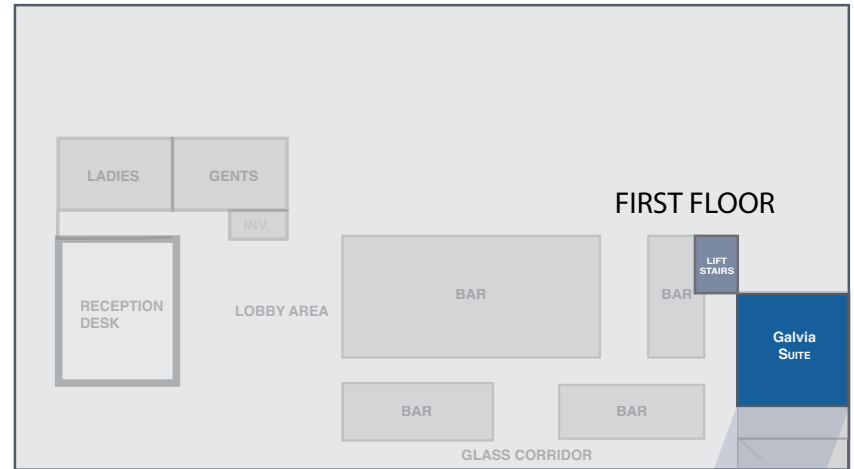 LADIES
GENTS
FIRST FLOOR
INV.
LIFT
STAIRS
RECEPTION
DESK
LOBBY AREA
BAR
BAR
Galvia
SUITE
BAR
BAR
GLASS CORRIDOR